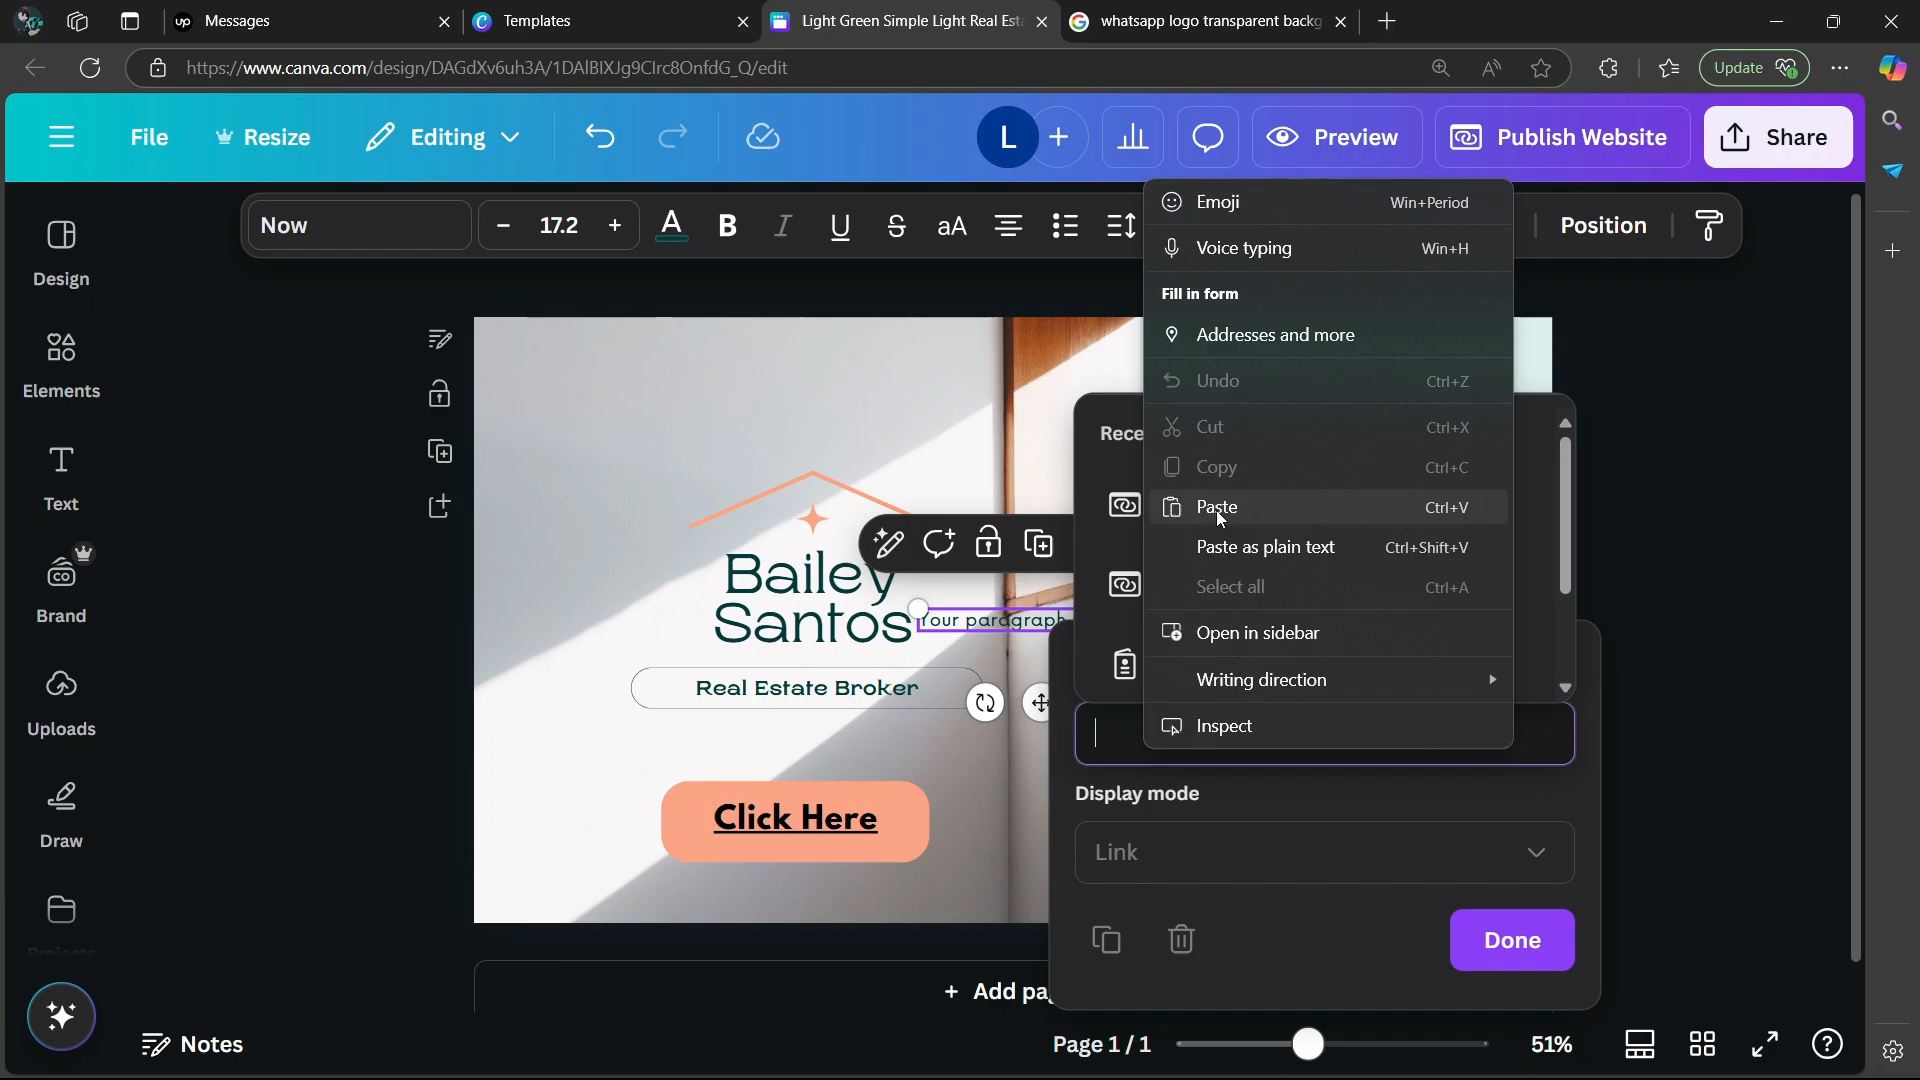 Messages
Templates
Light Green Simple Light Real Esta
whatsapp logo transparent backg
https://www.canva.com/design/DAGdXv6uh3A/1DAlBlXJg9Clrc8OnfdG_Q/edit
Update
File
Resize
Editing
L
Preview
Publish Website
Share
Now
17.2
Position
Design
Elements
Text
Brand
Uploads
Draw
Projects
Emoji Win+Period
Voice typing Win+H
Fill in form
Addresses and more
Undo Ctrl+Z
Cut Ctrl+X
Copy Ctrl+C
Paste Ctrl+V
Paste as plain text Ctrl+Shift+V
Select all Ctrl+A
Open in sidebar
Writing direction
Inspect
Rece
Bailey
Santos
Your paragraph
Real Estate Broker
Click Here
Display mode
Link
Done
+ Add pa
Notes
Page 1 / 1
51%